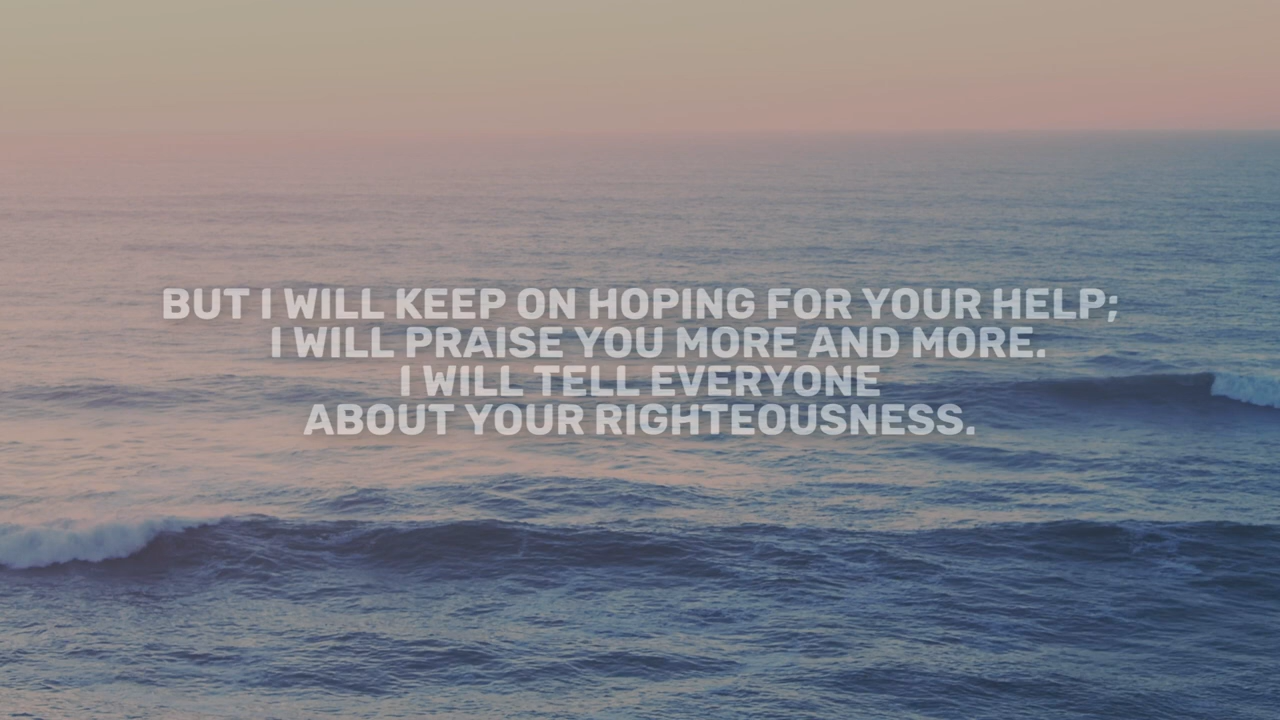 BUT I WILL KEEP ON HOPING FOR YOUR HELP;
I WILL PRAISE YOU MORE AND MORE.
I WILL TELL EVERYONE
ABOUT YOUR RIGHTEOUSNESS.